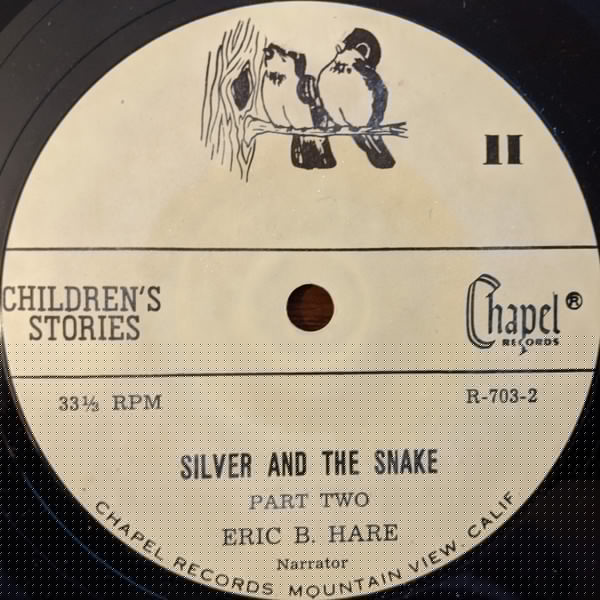 II
CHILDREN'S
STORIES
Chapel®
RECORDS
33⅓ RPM
R-703-2
SILVER AND THE SNAKE
PART TWO
ERIC B. HARE
Narrator
CHAPEL RECORDS MOUNTAIN VIEW, CALIF